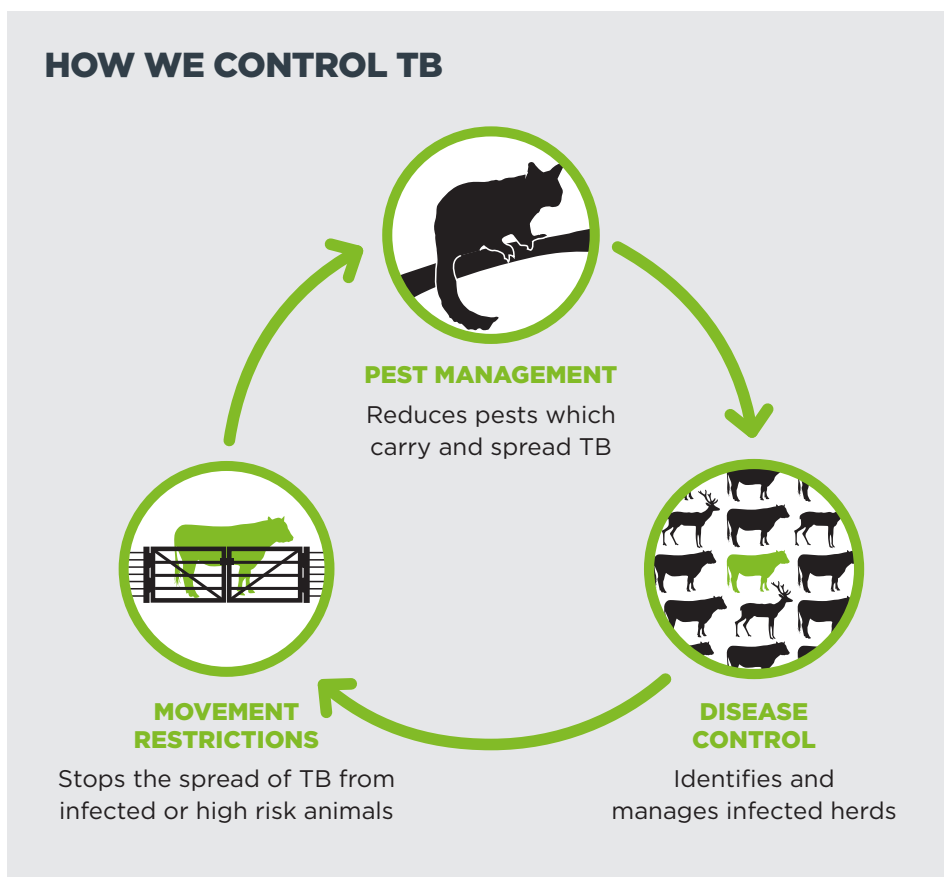 HOW WE CONTROL TB
PEST MANAGEMENT
Reduces pests which
carry and spread TB
MOVEMENT
RESTRICTIONS
Stops the spread of TB from
infected or high risk animals
DISEASE
CONTROL
Identifies and
manages infected herds